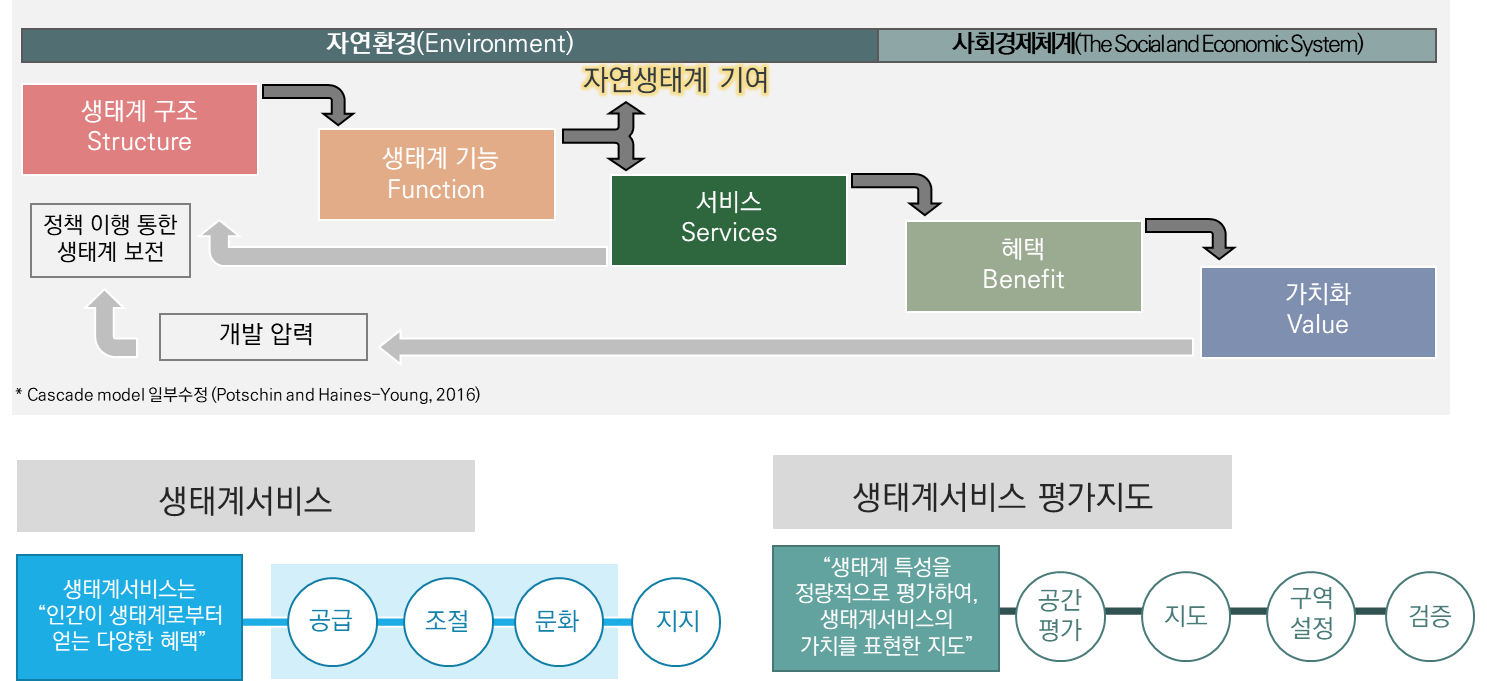 자연환경(Environment)
사회경제체계(The Social and Economic System)
자연생태계 기여
생태계 구조
Structure
생태계 기능
Function
서비스
Services
혜택
Benefit
가치화
Value
정책 이행 통한
생태계 보전
개발 압력
* Cascade model 일부수정 (Potschin and Haines-Young, 2016)
생태계서비스
생태계서비스는
“인간이 생태계로부터
얻는 다양한 혜택”
공급
조절
문화
지지
생태계서비스 평가지도
“생태계 특성을
정량적으로 평가하여,
생태계서비스의
가치를 표현한 지도”
공간
평가
지도
구역
설정
검증